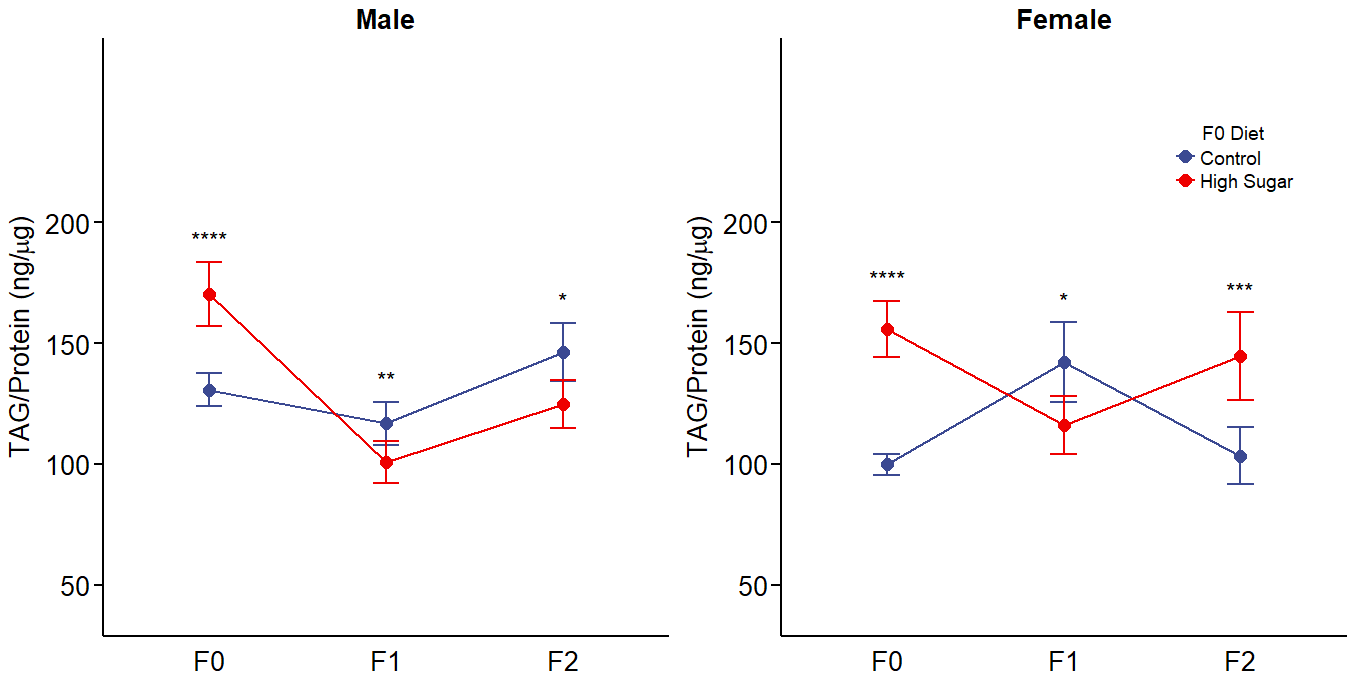 Male
TAG/Protein (ng/μg)
200
150
100
50
****
**
*
F0 F1 F2
Female
TAG/Protein (ng/μg)
200
150
100
50
F0 Diet
Control
High Sugar
****
*
***
F0 F1 F2